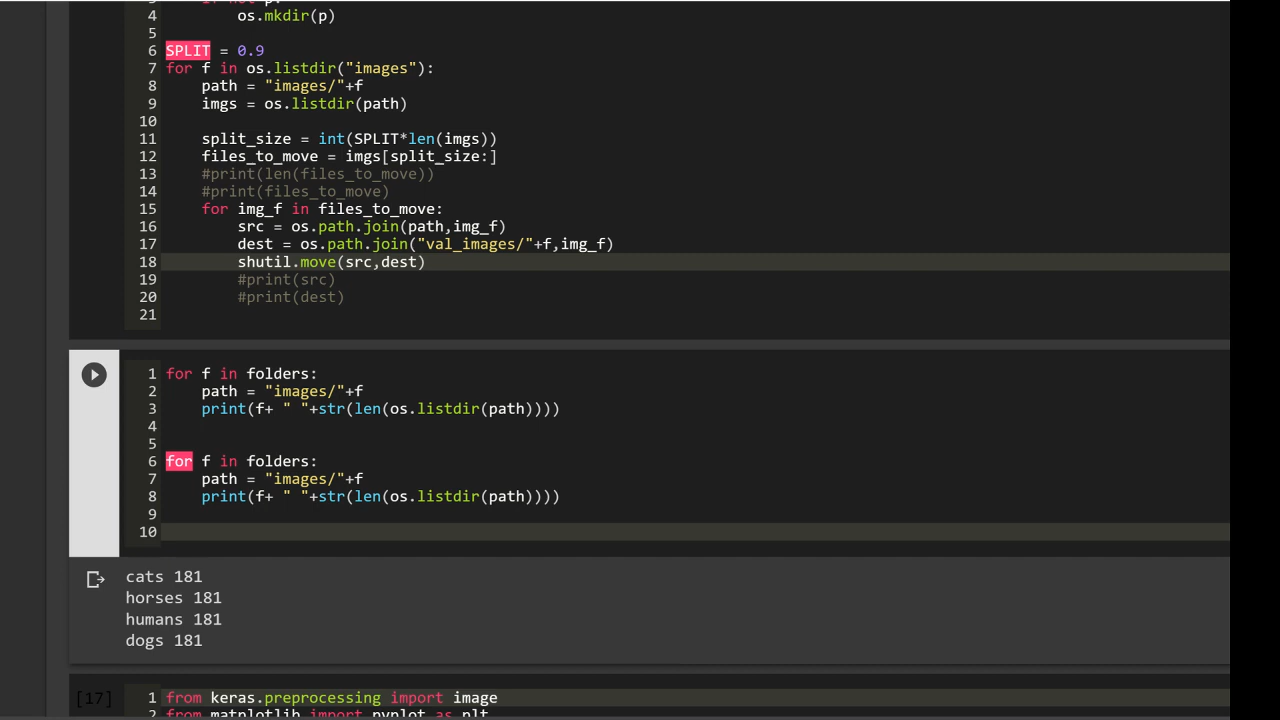 4 os.mkdir(p)
5
6 SPLIT = 0.9
7 for f in os.listdir("images"):
8 path = "images/"+f
9 imgs = os.listdir(path)
10
11 split_size = int(SPLIT*len(imgs))
12 files_to_move = imgs[split_size:]
13 #print(len(files_to_move))
14 #print(files_to_move)
15 for img_f in files_to_move:
16 src = os.path.join(path,img_f)
17 dest = os.path.join("val_images/"+f,img_f)
18 shutil.move(src,dest)
19 #print(src)
20 #print(dest)
21
1 for f in folders:
2 path = "images/"+f
3 print(f+ " "+str(len(os.listdir(path))))
4
5
6 for f in folders:
7 path = "images/"+f
8 print(f+ " "+str(len(os.listdir(path))))
9
10
cats 181
horses 181
humans 181
dogs 181
[17] 1 from keras.preprocessing import image
2 from matplotlib import pyplot as plt